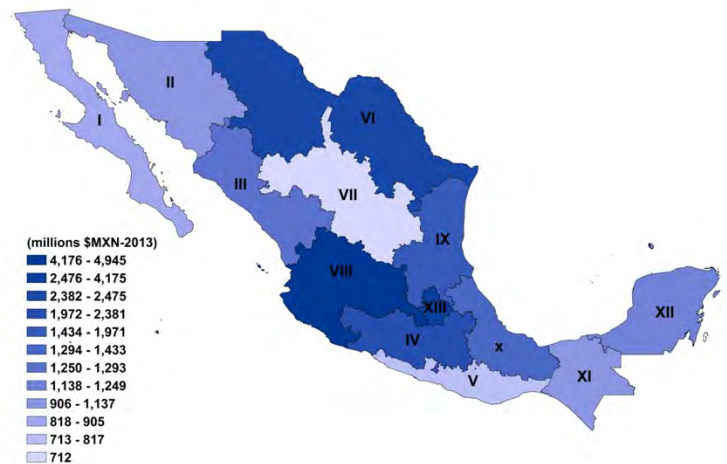 II
VI
I
III
VII
IX
VIII
XIII
XII
IV
x
V
XI
(millions $MXN-2013)
4,176 - 4,945
2,476 - 4,175
2,382 - 2,475
1,972 - 2,381
1,434 - 1,971
1,294 - 1,433
1,250 - 1,293
1,138 - 1,249
906 - 1,137
818 - 905
713 - 817
712